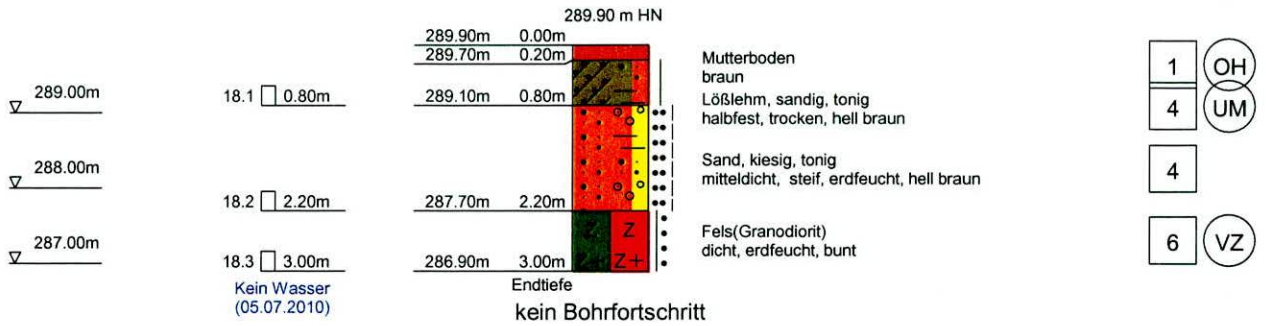 289.90 m HN
289.90m 0.00m
289.70m 0.20m
Mutterboden
braun
1 OH
289.00m
18.1 0.80m
289.10m 0.80m
Lößlehm, sandig, tonig
halbfest, trocken, hell braun
4 UM
288.00m
Sand, kiesig, tonig
mitteldicht, steif, erdfeucht, hell braun
4
18.2 2.20m
287.70m 2.20m
287.00m
Z Z
Fels(Granodiorit)
dicht, erdfeucht, bunt
6 VZ
18.3 3.00m
286.90m 3.00m
Z+ Z+
Kein Wasser
(05.07.2010)
Endtiefe
kein Bohrfortschritt